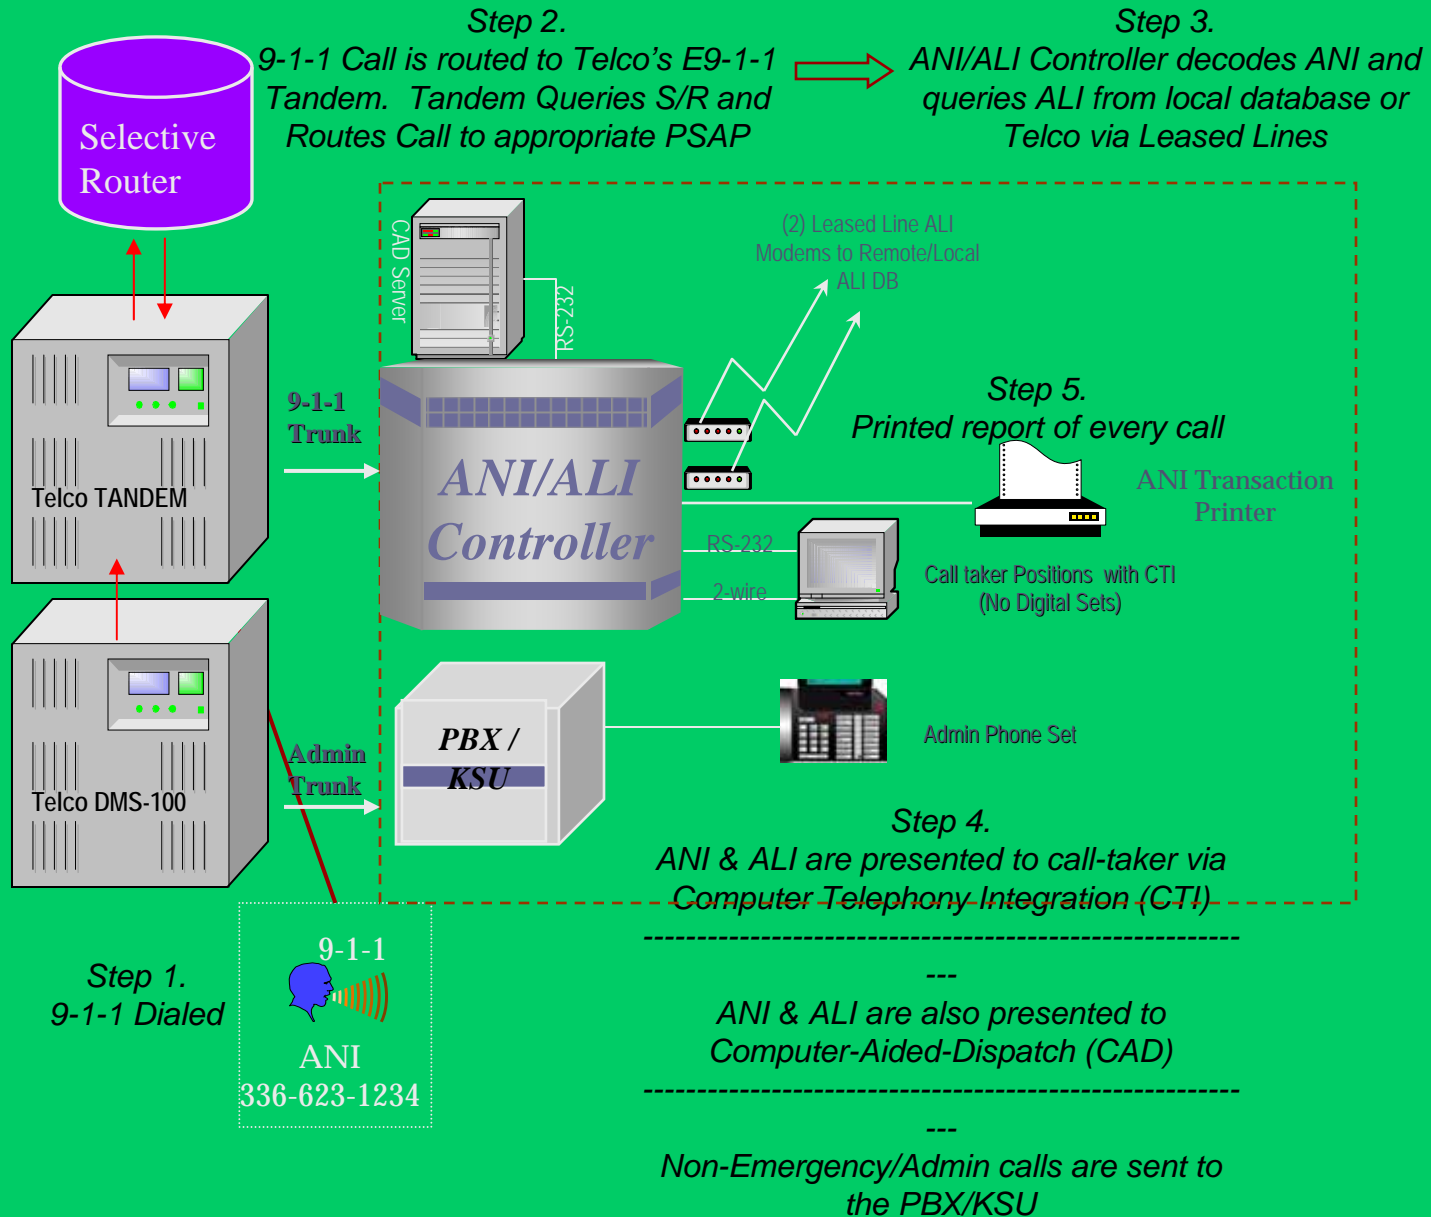 Step 2.
9-1-1 Call is routed to Telco's E9-1-1
Tandem.  Tandem Queries S/R and
Routes Call to appropriate PSAP
Step 3.
ANI/ALI Controller decodes ANI and
queries ALI from local database or
Telco via Leased Lines
Selective
Router
CAD Server
RS-232
(2) Leased Line ALI
Modems to Remote/Local
ALI DB
9-1-1
Trunk
Telco TANDEM
ANI/ALI
Controller
Step 5.
Printed report of every call
ANI Transaction
Printer
RS-232
2-wire
Call taker Positions  with CTI
(No Digital Sets)
Telco DMS-100
Admin
Trunk
PBX /
KSU
Admin Phone Set
Step 4.
ANI & ALI are presented to call-taker via
Computer Telephony Integration (CTI)
-------------------------------------------------------
---
ANI & ALI are also presented to
Computer-Aided-Dispatch (CAD)
-------------------------------------------------------
---
Non-Emergency/Admin calls are sent to
the PBX/KSU
Step 1.
9-1-1 Dialed
9-1-1
ANI
336-623-1234